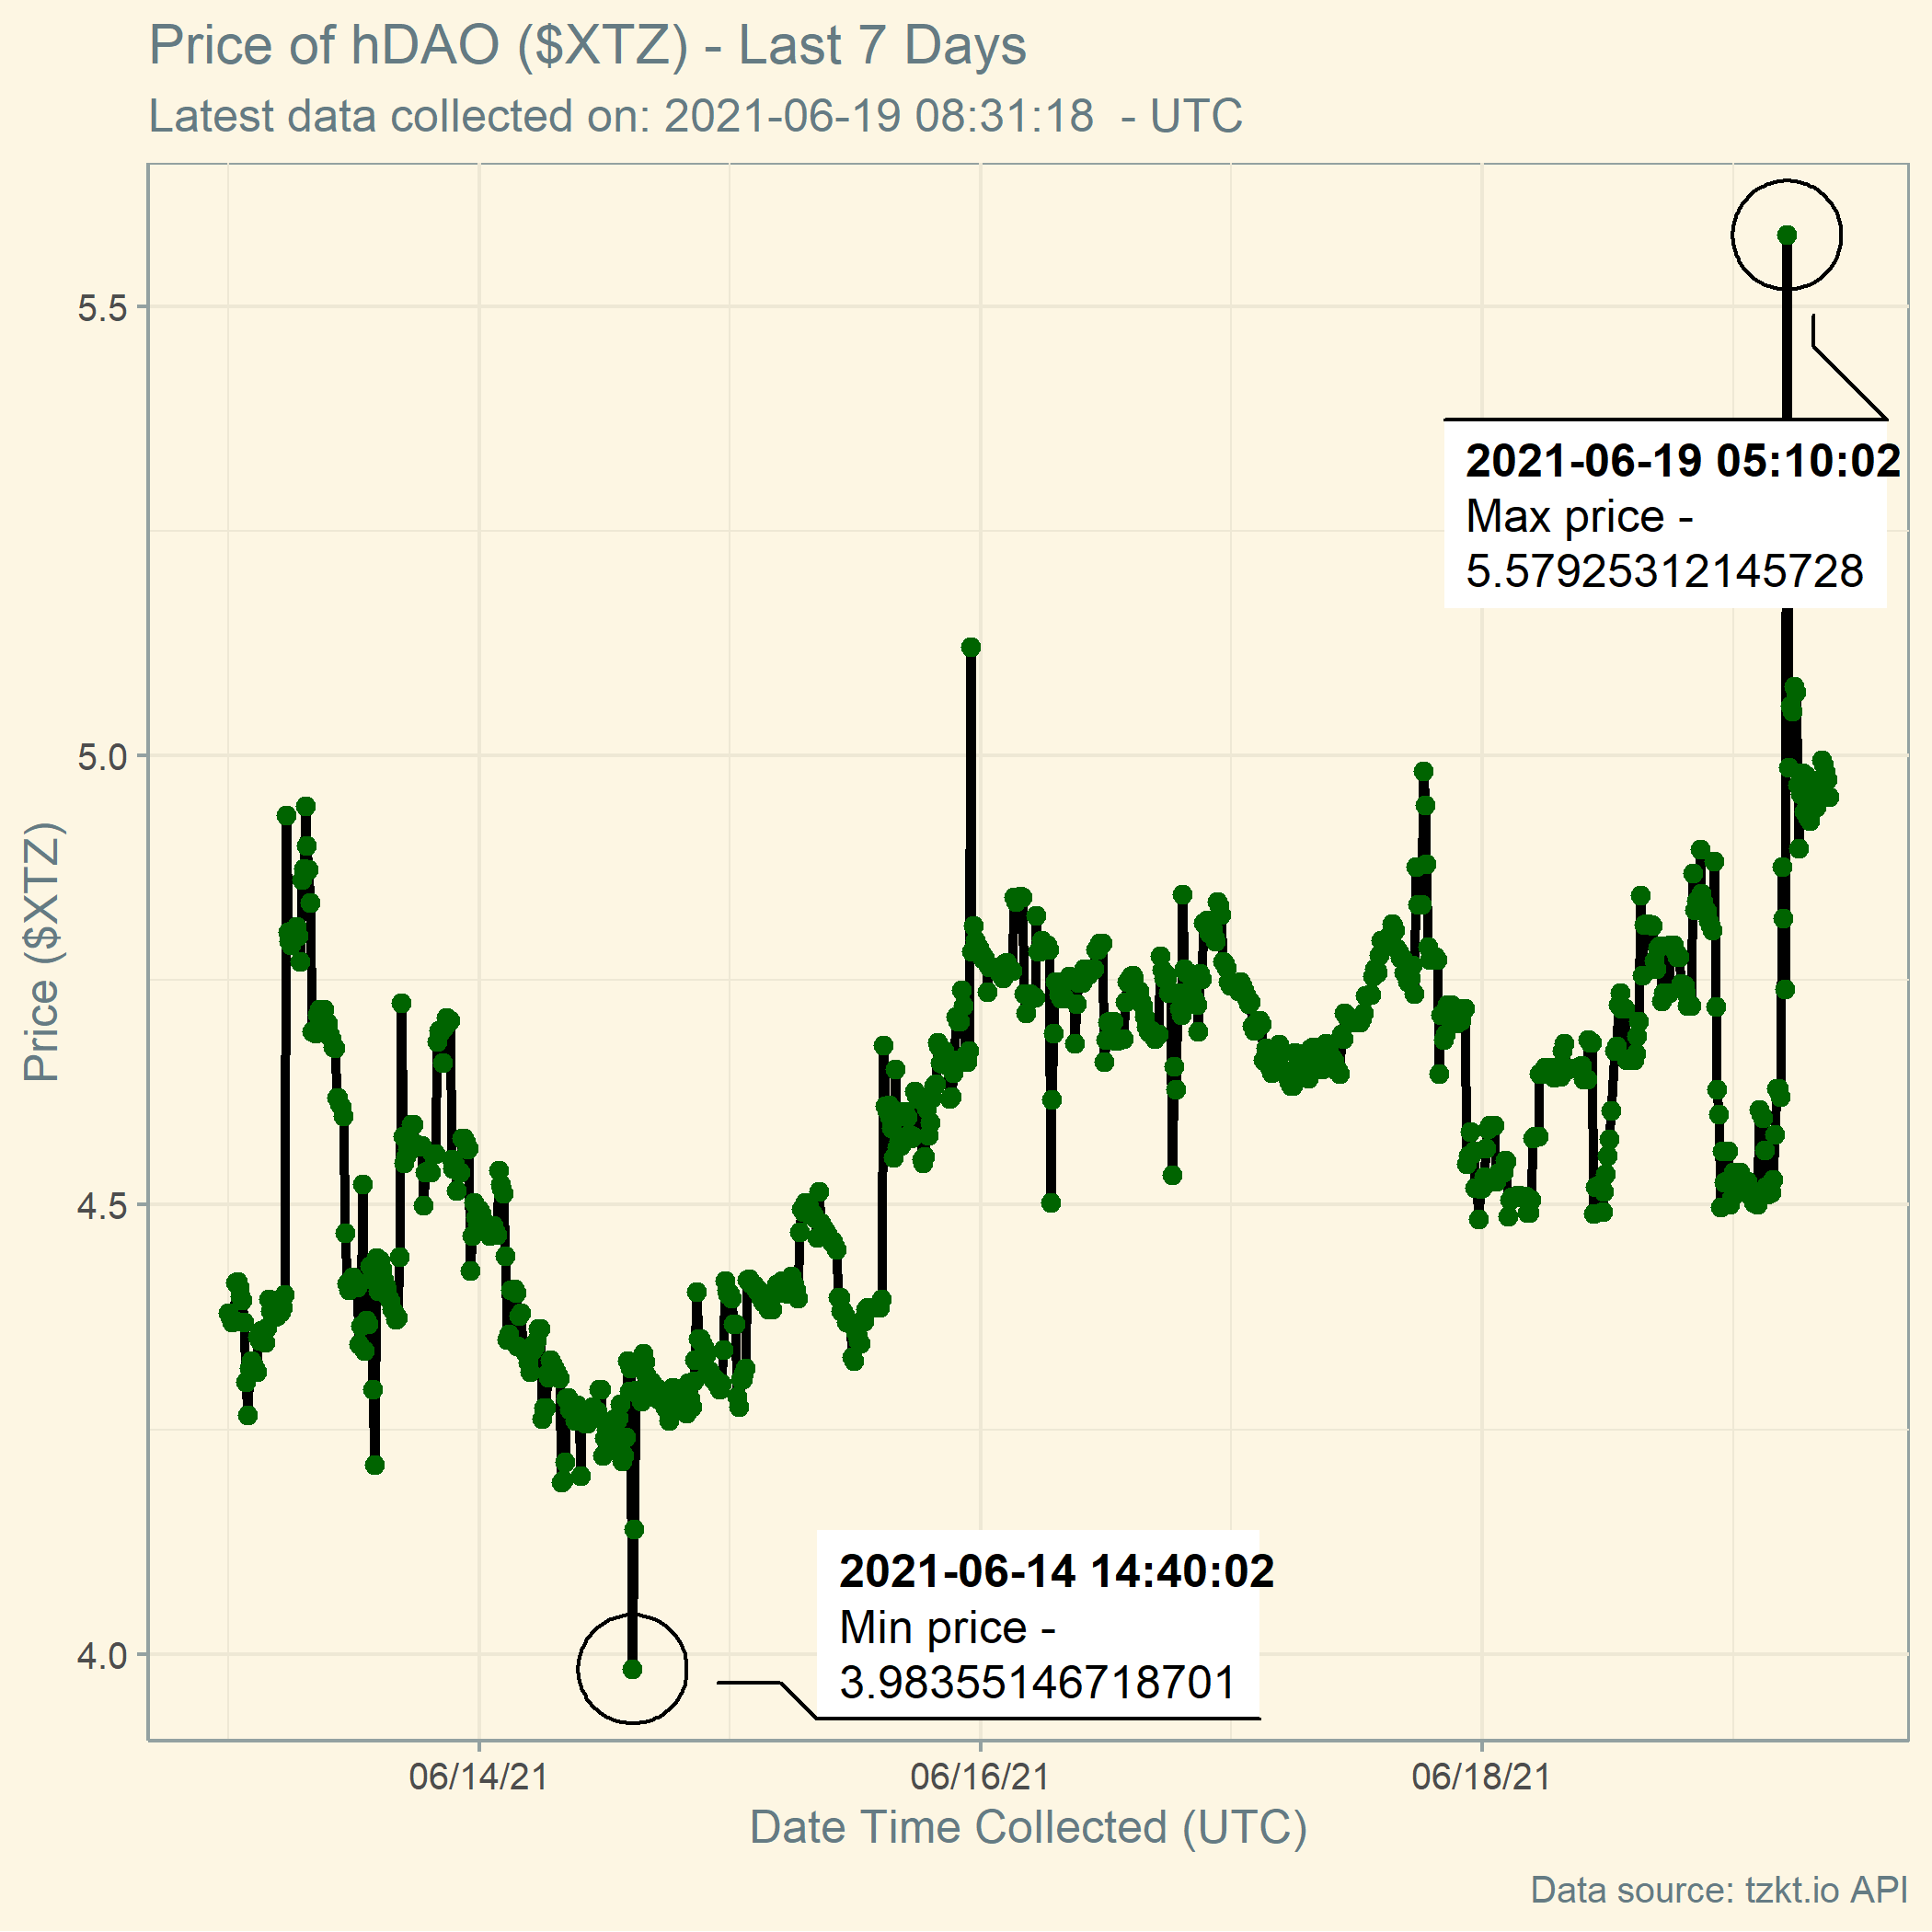 Price of hDAO ($XTZ) - Last 7 Days
Latest data collected on: 2021-06-19 08:31:18  - UTC
5.5
5.0
4.5
4.0
Price ($XTZ)
2021-06-19 05:10:02
Max price -
5.57925312145728
2021-06-14 14:40:02
Min price -
3.98355146718701
06/14/21
06/16/21
06/18/21
Date Time Collected (UTC)
Data source: tzkt.io API